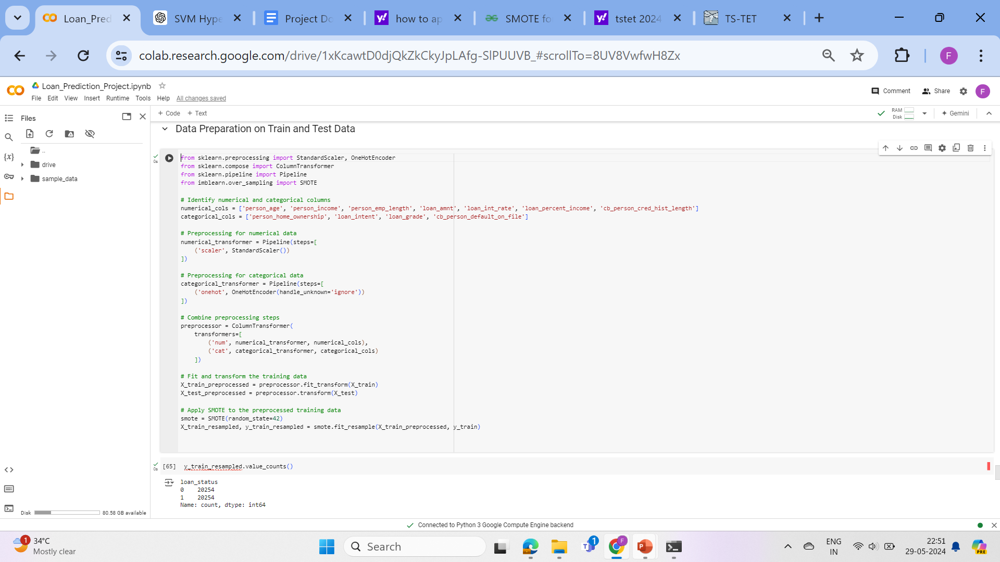 Loan_Pred
SVM Hype
Project Do
how to ap
SMOTE fo
tstet 2024
TS-TET
colab.research.google.com/drive/1xKcawtD0djQkZkCkyJpLAfg-SlPUUVB_#scrollTo=8UV8VwfwH8Zx
F
Loan_Prediction_Project.ipynb
File Edit View Insert Runtime Tools Help All changes saved
Comment Share F
Files
+ Code + Text
RAM
Disk
Gemini
..
drive
sample_data
Data Preparation on Train and Test Data
0s
from sklearn.preprocessing import StandardScaler, OneHotEncoder
from sklearn.compose import ColumnTransformer
from sklearn.pipeline import Pipeline
from imblearn.over_sampling import SMOTE
# Identify numerical and categorical columns
numerical_cols = ['person_age', 'person_income', 'person_emp_length', 'loan_amnt', 'loan_int_rate', 'loan_percent_income', 'cb_person_cred_hist_length']
categorical_cols = ['person_home_ownership', 'loan_intent', 'loan_grade', 'cb_person_default_on_file']
# Preprocessing for numerical data
numerical_transformer = Pipeline(steps=[
('scaler', StandardScaler())
])
# Preprocessing for categorical data
categorical_transformer = Pipeline(steps=[
('onehot', OneHotEncoder(handle_unknown='ignore'))
])
# Combine preprocessing steps
preprocessor = ColumnTransformer(
transformers=[
('num', numerical_transformer, numerical_cols),
('cat', categorical_transformer, categorical_cols)
])
# Fit and transform the training data
X_train_preprocessed = preprocessor.fit_transform(X_train)
X_test_preprocessed = preprocessor.transform(X_test)
# Apply SMOTE to the preprocessed training data
smote = SMOTE(random_state=42)
X_train_resampled, y_train_resampled = smote.fit_resample(X_train_preprocessed, y_train)
0s
[65] y_train_resampled.value_counts()
loan_status
0 20254
1 20254
Name: count, dtype: int64
Disk 80.58 GB available
Connected to Python 3 Google Compute Engine backend
1
34°C
Mostly clear
Search
1
F
ENG
IN
22:51
29-05-2024
PRE